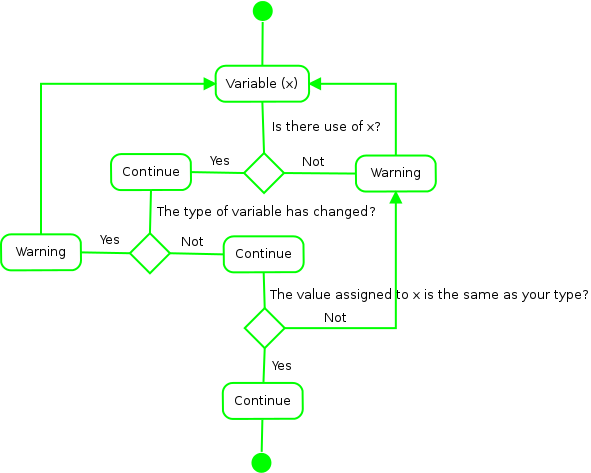 Variable (x)
Is there use of x?
Yes
Not
Continue
Warning
The type of variable has changed?
Yes
Not
Warning
Continue
The value assigned to x is the same as your type?
Not
Yes
Continue